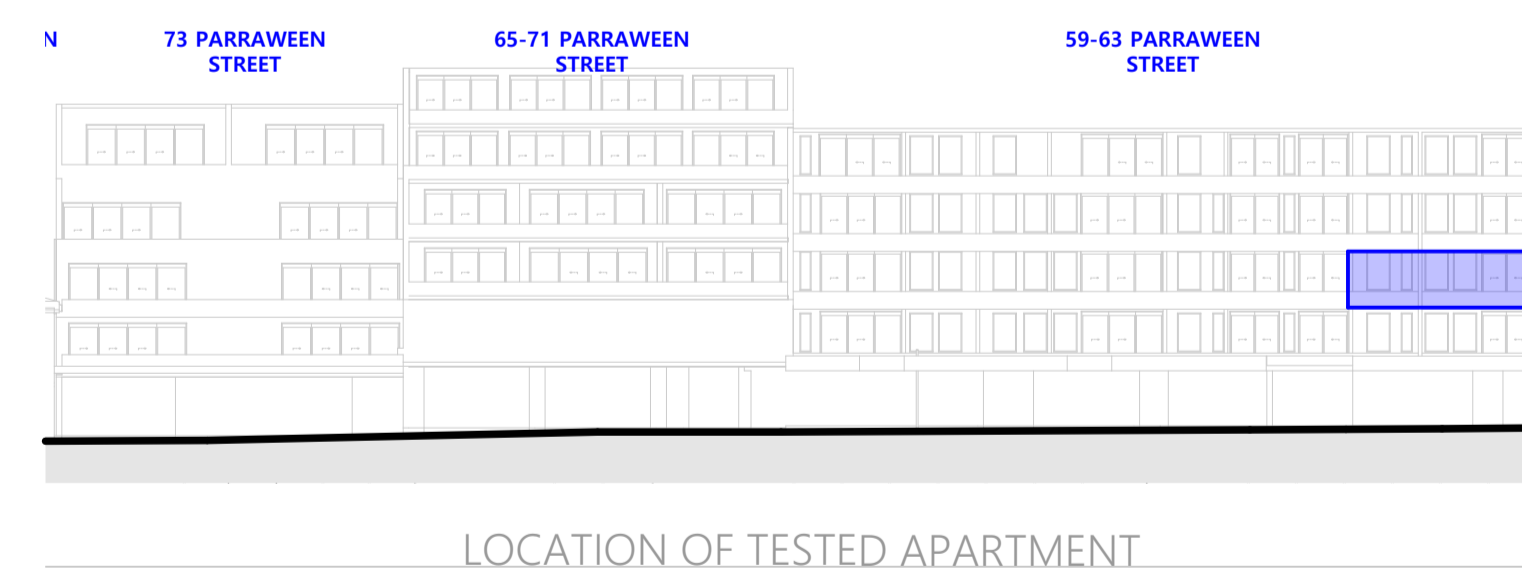 N
73 PARRAWEEN
STREET
65-71 PARRAWEEN
STREET
59-63 PARRAWEEN
STREET
LOCATION OF TESTED APARTMENT